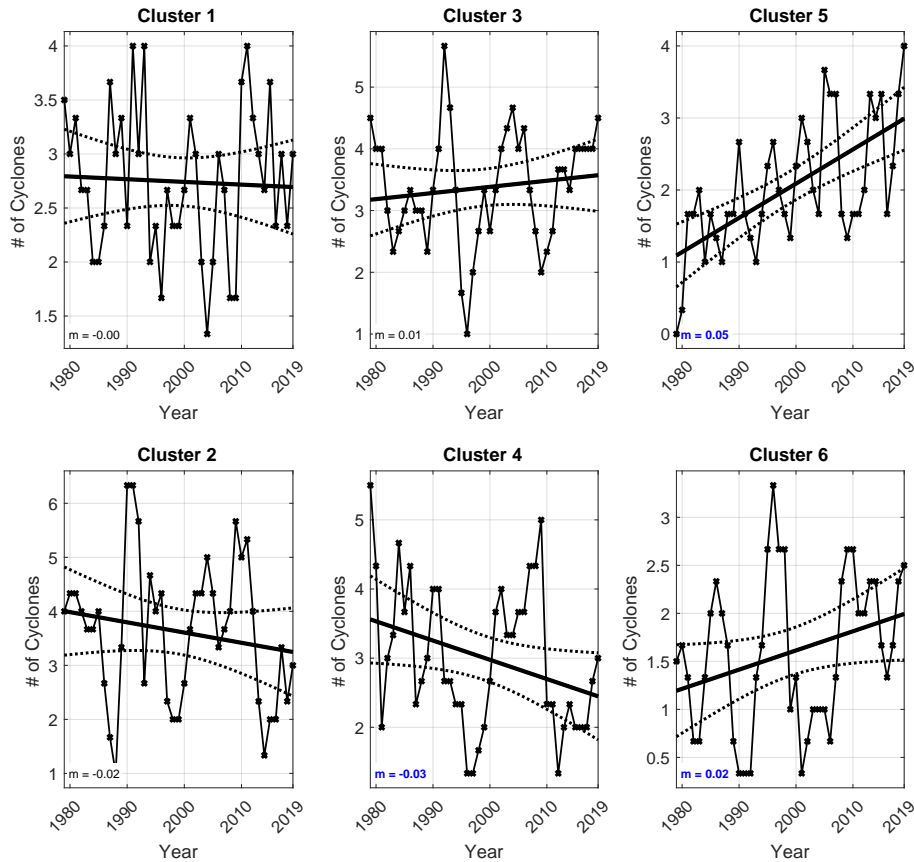 Cluster 1
# of Cyclones
4
3.5
3
2.5
2
1.5
m = -0.00
1980
1990
2000
2010
2019
Year
Cluster 3
# of Cyclones
5
4
3
2
1
m = 0.01
1980
1990
2000
2010
2019
Year
Cluster 5
# of Cyclones
4
3
2
1
0
m = 0.05
1980
1990
2000
2010
2019
Year
Cluster 2
# of Cyclones
6
5
4
3
2
1
m = -0.02
1980
1990
2000
2010
2019
Year
Cluster 4
# of Cyclones
5
4
3
2
m = -0.03
1980
1990
2000
2010
2019
Year
Cluster 6
# of Cyclones
3
2.5
2
1.5
1
0.5
m = 0.02
1980
1990
2000
2010
2019
Year